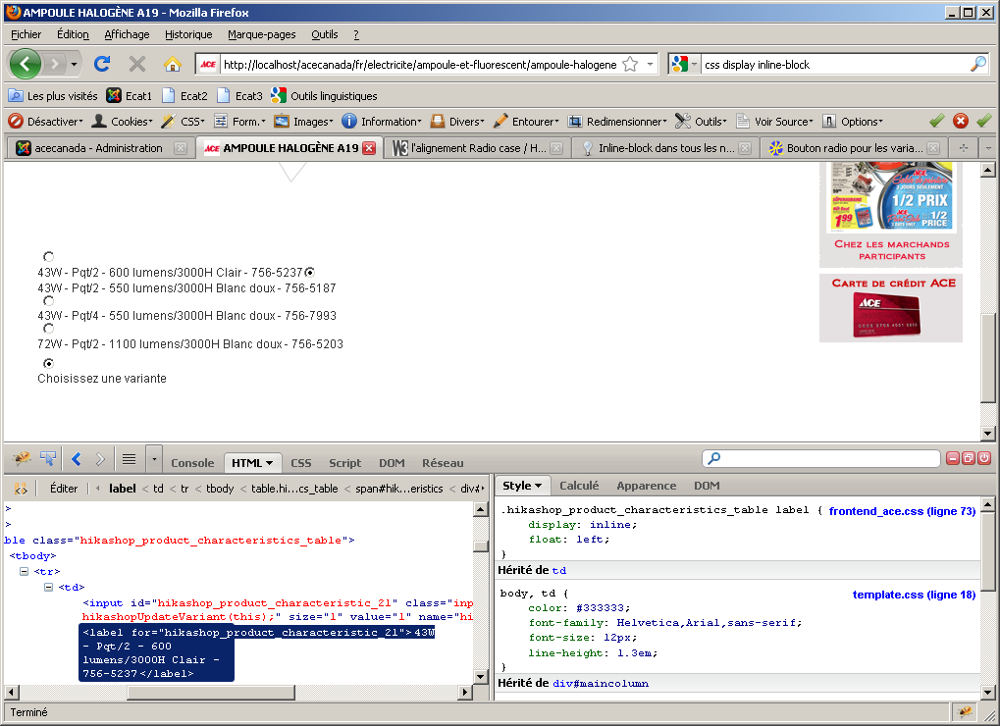 AMPOULE HALOGÈNE A19 - Mozilla Firefox
Fichier Édition Affichage Historique Marque-pages Outils ?
ACE http://localhost/acecanada/fr/electricite/ampoule-et-fluorescent/ampoule-halogene css display inline-block
Les plus visités Ecat1 Ecat2 Ecat3 Outils linguistiques
Désactiver Cookies CSS Form. Images Information Divers Entourer Redimensionner Outils Voir Source Options
acecanada - Administration ACE AMPOULE HALOGÈNE A19 W3 l'alignement Radio case / H... Inline-block dans tous les n... Bouton radio pour les varia...
3 JOURS SEULEMENT
1/2 PRIX
1/2
PRICE
1.99
Chez les marchands
participants
Carte de crédit ACE
ACE
43W - Pqt/2 - 600 lumens/3000H Clair - 756-5237
43W - Pqt/2 - 550 lumens/3000H Blanc doux - 756-5187
43W - Pqt/4 - 550 lumens/3000H Blanc doux - 756-7993
72W - Pqt/2 - 1100 lumens/3000H Blanc doux - 756-5203
Choisissez une variante
Console HTML CSS Script DOM Réseau
Éditer label < td < tr < tbody < table.hi...cs_table < span#hik...eristics < div#
>
>
ble class="hikashop_product_characteristics_table">
<tbody>
<tr>
<td>
<input id="hikashop_product_characteristic_21" class="inp
hikashopUpdateVariant(this);" size="1" value="1" name="hi
<label for="hikashop_product_characteristic_21">43W
- Pqt/2 - 600
lumens/3000H Clair -
756-5237</label>
Style Calculé Apparence DOM
.hikashop_product_characteristics_table label { frontend_ace.css (ligne 73)
display: inline;
float: left;
}
Hérité de td
body, td { template.css (ligne 18)
color: #333333;
font-family: Helvetica,Arial,sans-serif;
font-size: 12px;
line-height: 1.3em;
}
Hérité de div#maincolumn
Terminé